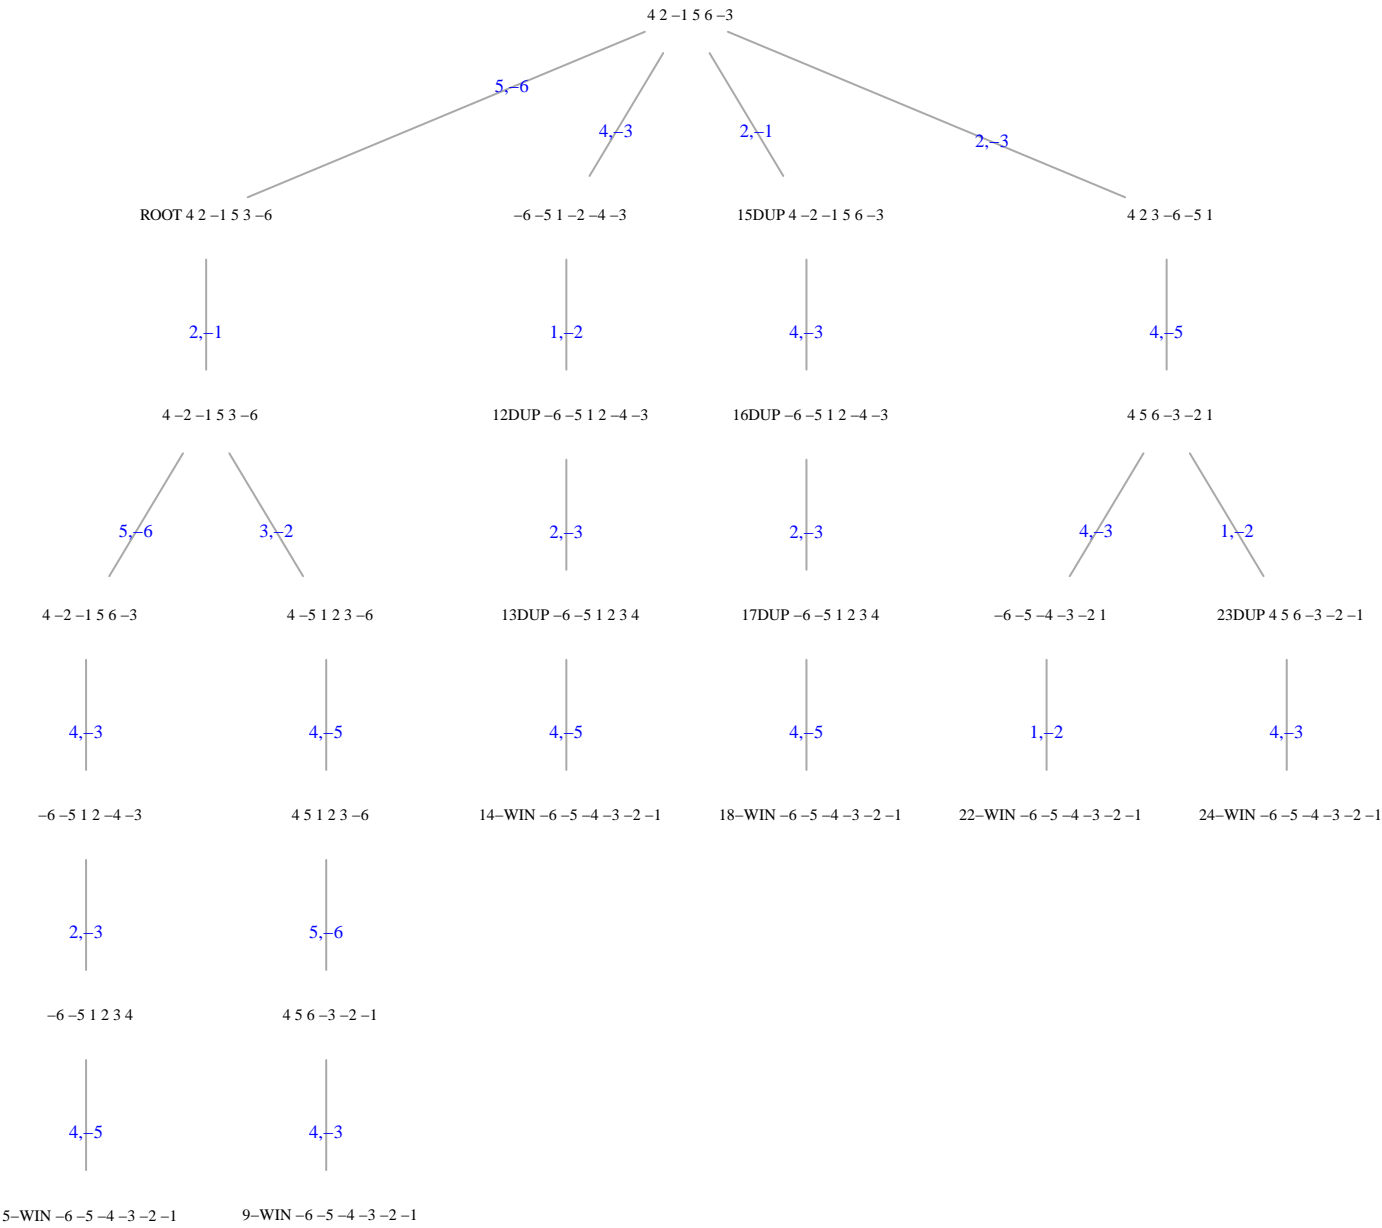 4 2 −1 5 6 −3
5,−6
4,−3
2,−1
2,−3
ROOT 4 2 −1 5 3 −6
−6 −5 1 −2 −4 −3
15DUP 4 −2 −1 5 6 −3
4 2 3 −6 −5 1
2,−1
1,−2
4,−3
4,−5
4 −2 −1 5 3 −6
12DUP −6 −5 1 2 −4 −3
16DUP −6 −5 1 2 −4 −3
4 5 6 −3 −2 1
5,−6
3,−2
2,−3
2,−3
4,−3
1,−2
4 −2 −1 5 6 −3
4 −5 1 2 3 −6
13DUP −6 −5 1 2 3 4
17DUP −6 −5 1 2 3 4
−6 −5 −4 −3 −2 1
23DUP 4 5 6 −3 −2 −1
4,−3
4,−5
4,−5
4,−5
1,−2
4,−3
−6 −5 1 2 −4 −3
4 5 1 2 3 −6
14−WIN −6 −5 −4 −3 −2 −1
18−WIN −6 −5 −4 −3 −2 −1
22−WIN −6 −5 −4 −3 −2 −1
24−WIN −6 −5 −4 −3 −2 −1
2,−3
5,−6
−6 −5 1 2 3 4
4 5 6 −3 −2 −1
4,−5
4,−3
5−WIN −6 −5 −4 −3 −2 −1
9−WIN −6 −5 −4 −3 −2 −1